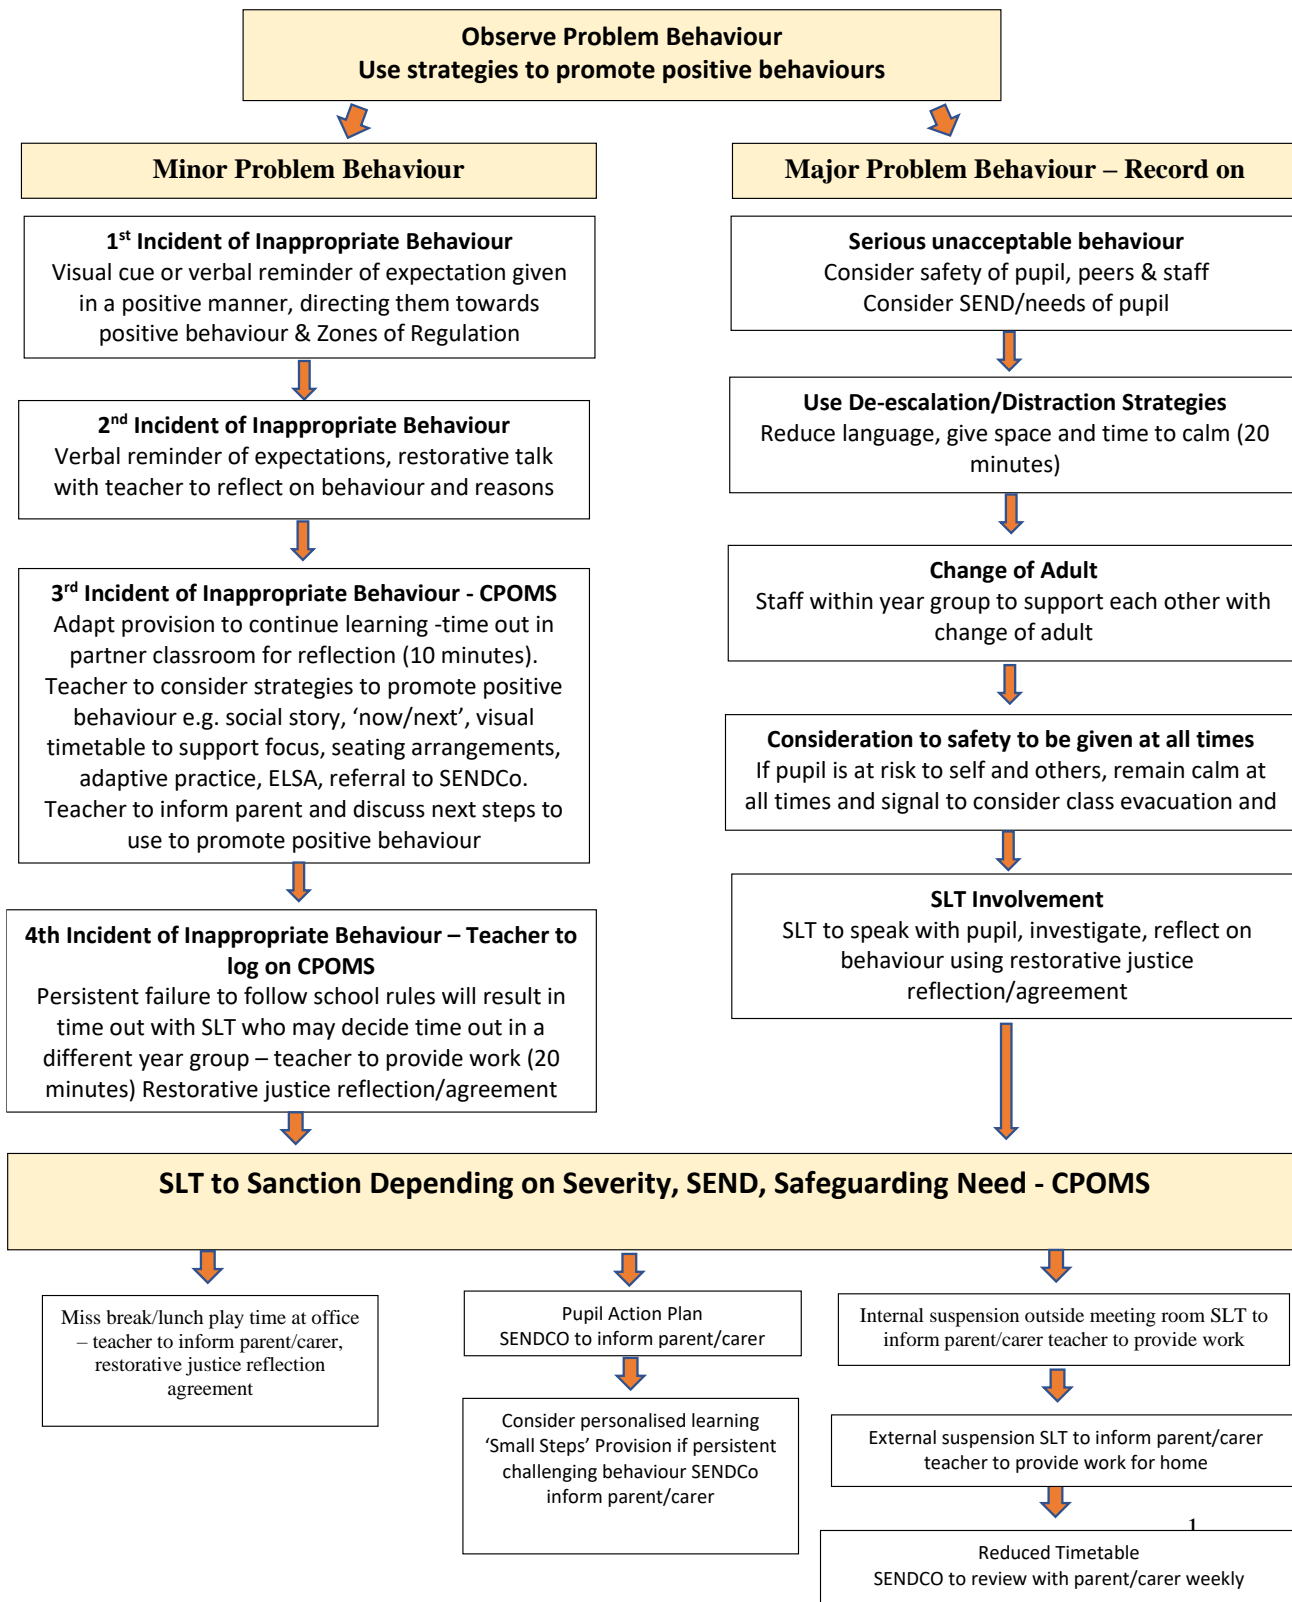 Observe Problem Behaviour
Use strategies to promote positive behaviours
Minor Problem Behaviour
1st Incident of Inappropriate Behaviour
Visual cue or verbal reminder of expectation given
in a positive manner, directing them towards
positive behaviour & Zones of Regulation
2nd Incident of Inappropriate Behaviour
Verbal reminder of expectations, restorative talk
with teacher to reflect on behaviour and reasons
3rd Incident of Inappropriate Behaviour - CPOMS
Adapt provision to continue learning -time out in
partner classroom for reflection (10 minutes).
Teacher to consider strategies to promote positive
behaviour e.g. social story, ‘now/next’, visual
timetable to support focus, seating arrangements,
adaptive practice, ELSA, referral to SENDCo.
Teacher to inform parent and discuss next steps to
use to promote positive behaviour
4th Incident of Inappropriate Behaviour – Teacher to
log on CPOMS
Persistent failure to follow school rules will result in
time out with SLT who may decide time out in a
different year group – teacher to provide work (20
minutes) Restorative justice reflection/agreement
Major Problem Behaviour – Record on
Serious unacceptable behaviour
Consider safety of pupil, peers & staff
Consider SEND/needs of pupil
Use De-escalation/Distraction Strategies
Reduce language, give space and time to calm (20
minutes)
Change of Adult
Staff within year group to support each other with
change of adult
Consideration to safety to be given at all times
If pupil is at risk to self and others, remain calm at
all times and signal to consider class evacuation and
SLT Involvement
SLT to speak with pupil, investigate, reflect on
behaviour using restorative justice
reflection/agreement
SLT to Sanction Depending on Severity, SEND, Safeguarding Need - CPOMS
Miss break/lunch play time at office
– teacher to inform parent/carer,
restorative justice reflection
agreement
Pupil Action Plan
SENDCO to inform parent/carer
Consider personalised learning
‘Small Steps’ Provision if persistent
challenging behaviour SENDCo
inform parent/carer
Internal suspension outside meeting room SLT to
inform parent/carer teacher to provide work
External suspension SLT to inform parent/carer
teacher to provide work for home
1
Reduced Timetable
SENDCO to review with parent/carer weekly